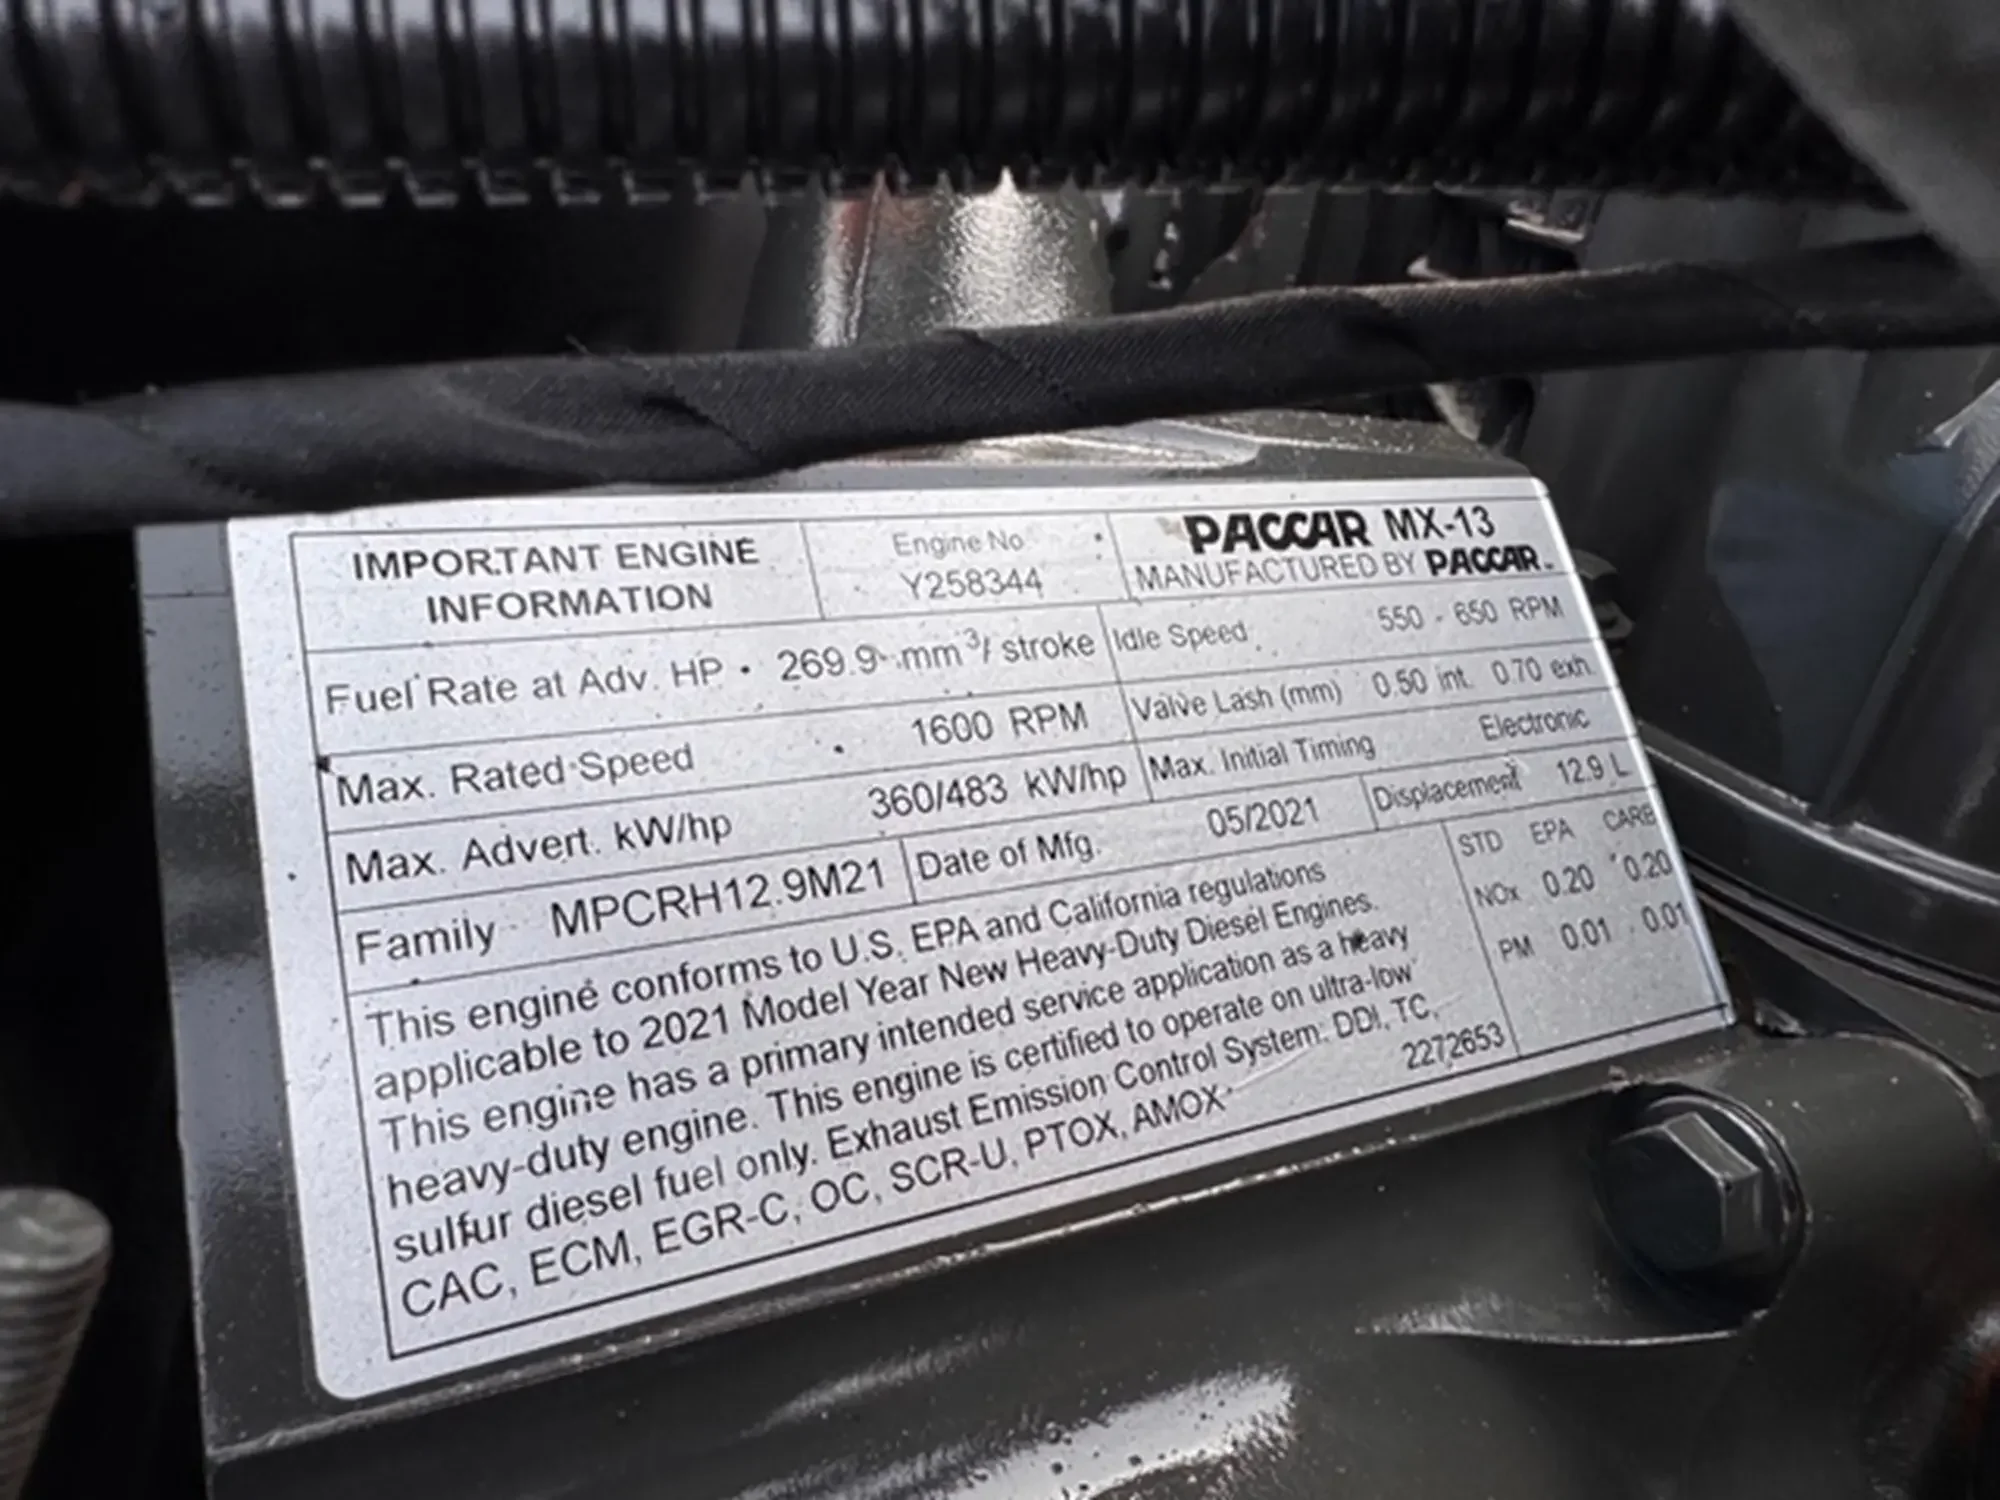 IMPORTANT ENGINE
INFORMATION
Engine No
Y258344
PACCAR MX-13
MANUFACTURED BY PACCAR
Fuel Rate at Adv. HP 269.9 mm³/ stroke
Idle Speed 550 - 650 RPM
Max. Rated Speed 1600 RPM
Valve Lash (mm) 0.50 int. 0.70 exh.
Max. Advert. kW/hp 360/483 kW/hp
Max. Initial Timing Electronic
Family MPCRH12.9M21
Date of Mfg. 05/2021
Displacement 12.9 L
This engine conforms to U.S. EPA and California regulations
applicable to 2021 Model Year New Heavy-Duty Diesel Engines.
This engine has a primary intended service application as a heavy
heavy-duty engine. This engine is certified to operate on ultra-low
sulfur diesel fuel only. Exhaust Emission Control System: DDI, TC,
CAC, ECM, EGR-C, OC, SCR-U, PTOX, AMOX
2272653
STD EPA CARB
NOx 0.20 0.20
PM 0.01 0.01